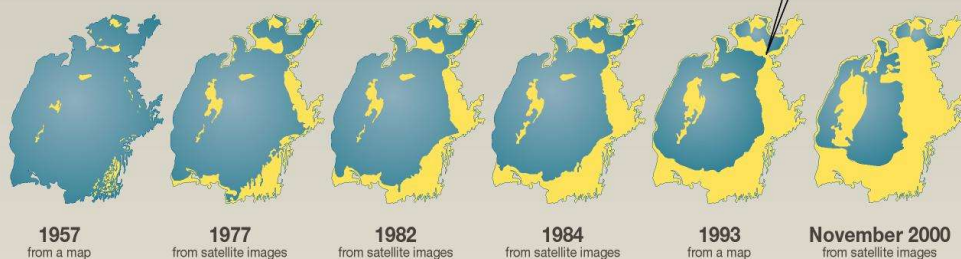 1957
from a map
1977
from satellite images
1982
from satellite images
1984
from satellite images
1993
from a map
November 2000
from satellite images